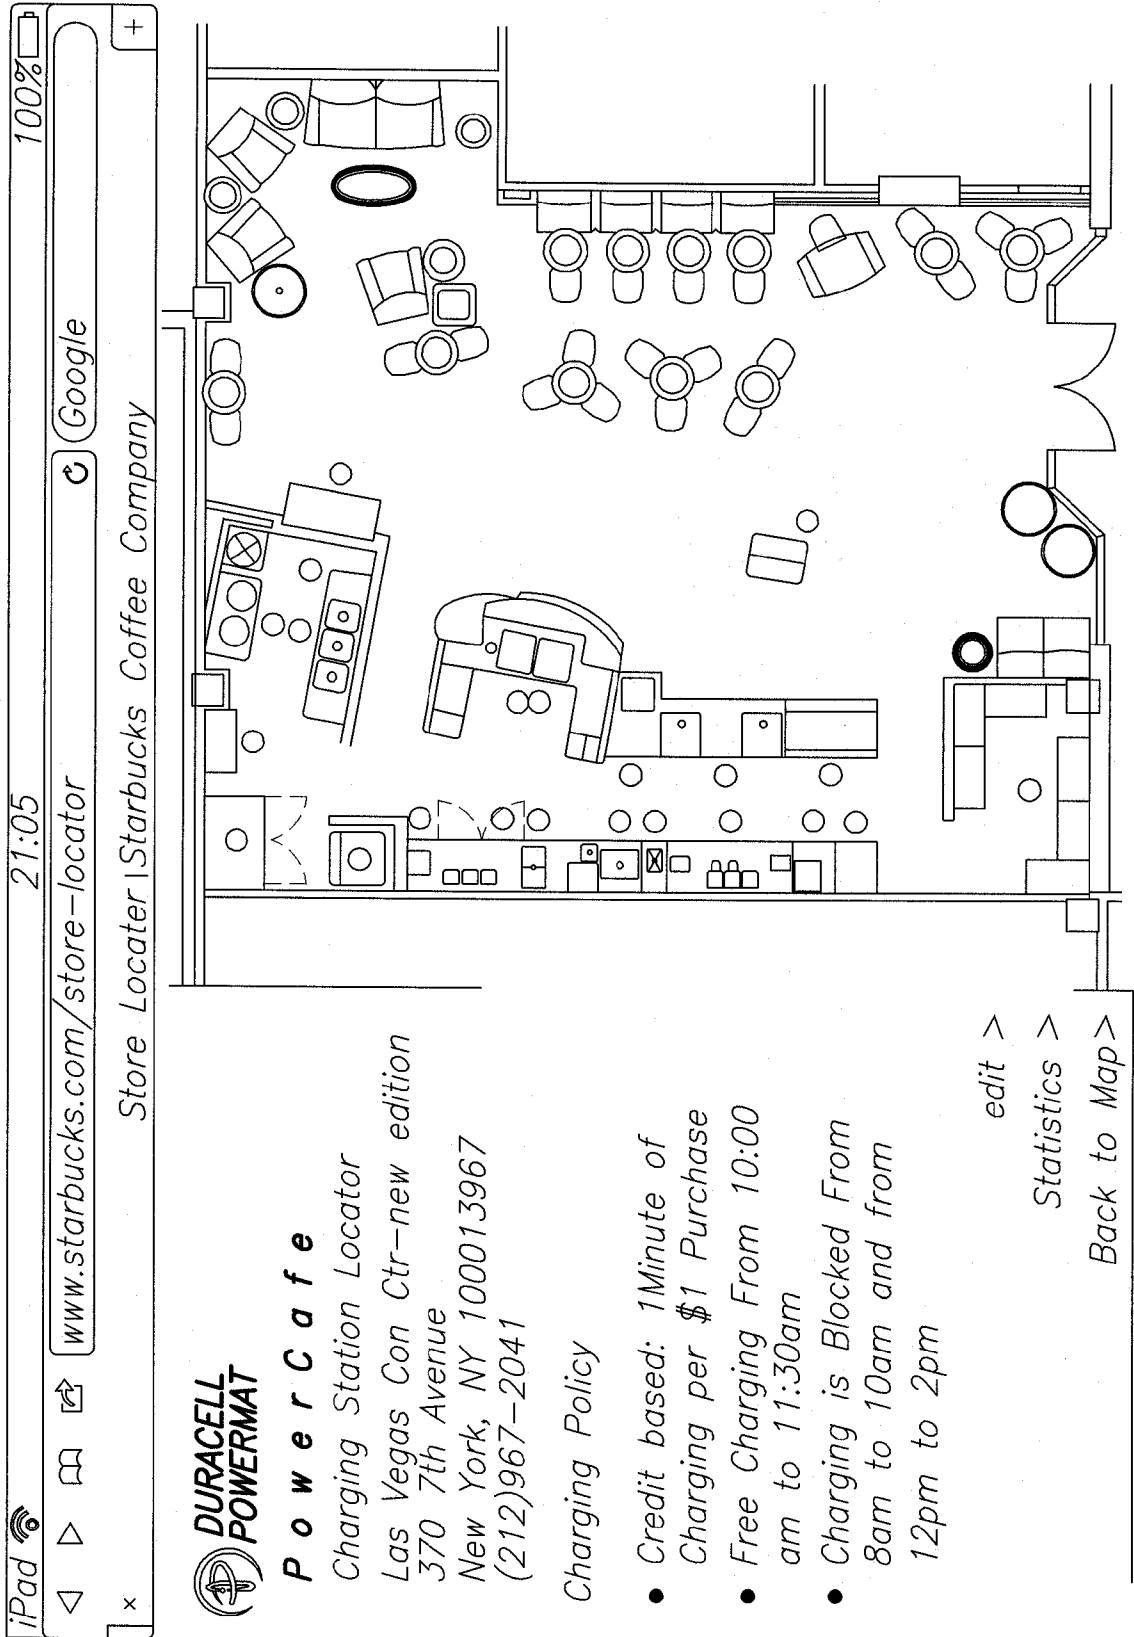 iPad 21:05 100%
www.starbucks.com/store-locator Google
× Store Locater|Starbucks Coffee Company +
DURACELL
POWERMAT
PowerCafe
Charging Station Locator
Las Vegas Con Ctr-new edition
370 7th Avenue
New York, NY 100013967
(212)967-2041
Charging Policy
• Credit based: 1Minute of
Charging per $1 Purchase
• Free Charging From 10:00
am to 11:30am
• Charging is Blocked From
8am to 10am and from
12pm to 2pm
edit >
Statistics >
Back to Map>